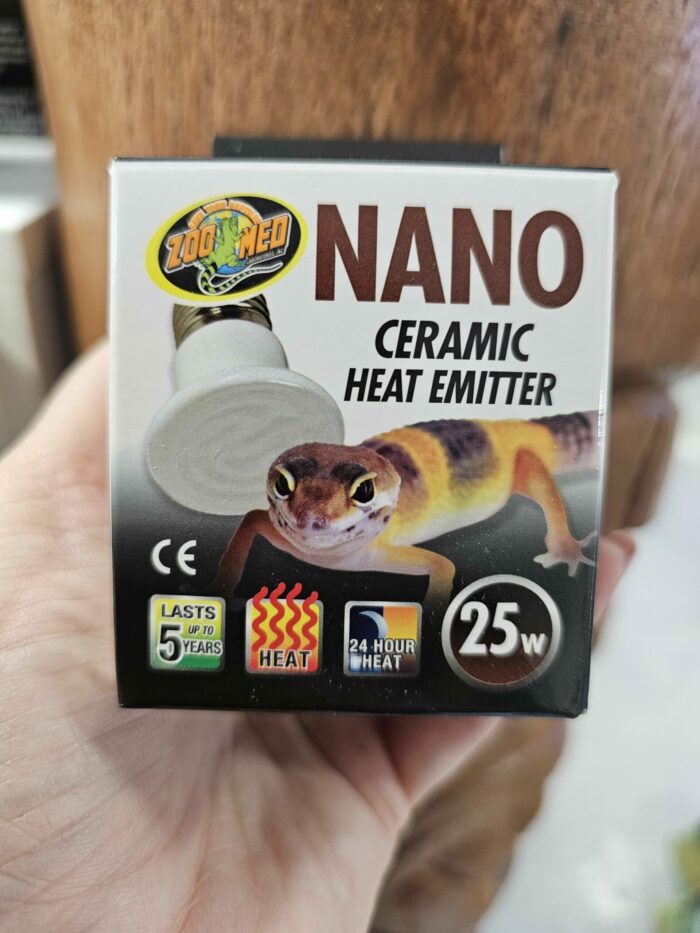 ZOO MED
NANO
CERAMIC
HEAT EMITTER
CE
LASTS
UP TO
5 YEARS
HEAT
24 HOUR
HEAT
25W